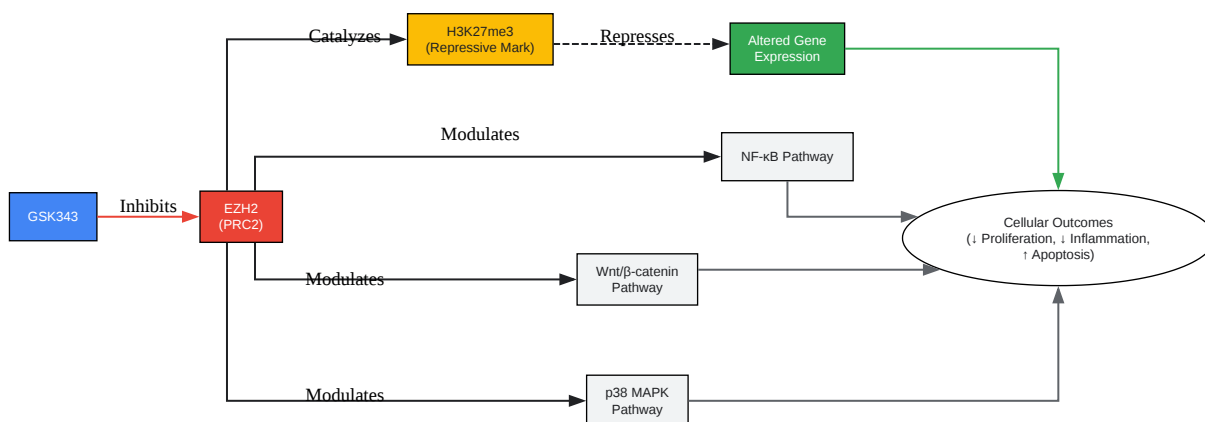 Catalyzes
H3K27me3
(Repressive Mark)
Represses
Altered Gene
Expression
Modulates
NF-κB Pathway
GSK343
Inhibits
EZH2
(PRC2)
Cellular Outcomes
(↓ Proliferation, ↓ Inflammation,
↑ Apoptosis)
Modulates
Wnt/β-catenin
Pathway
Modulates
p38 MAPK
Pathway